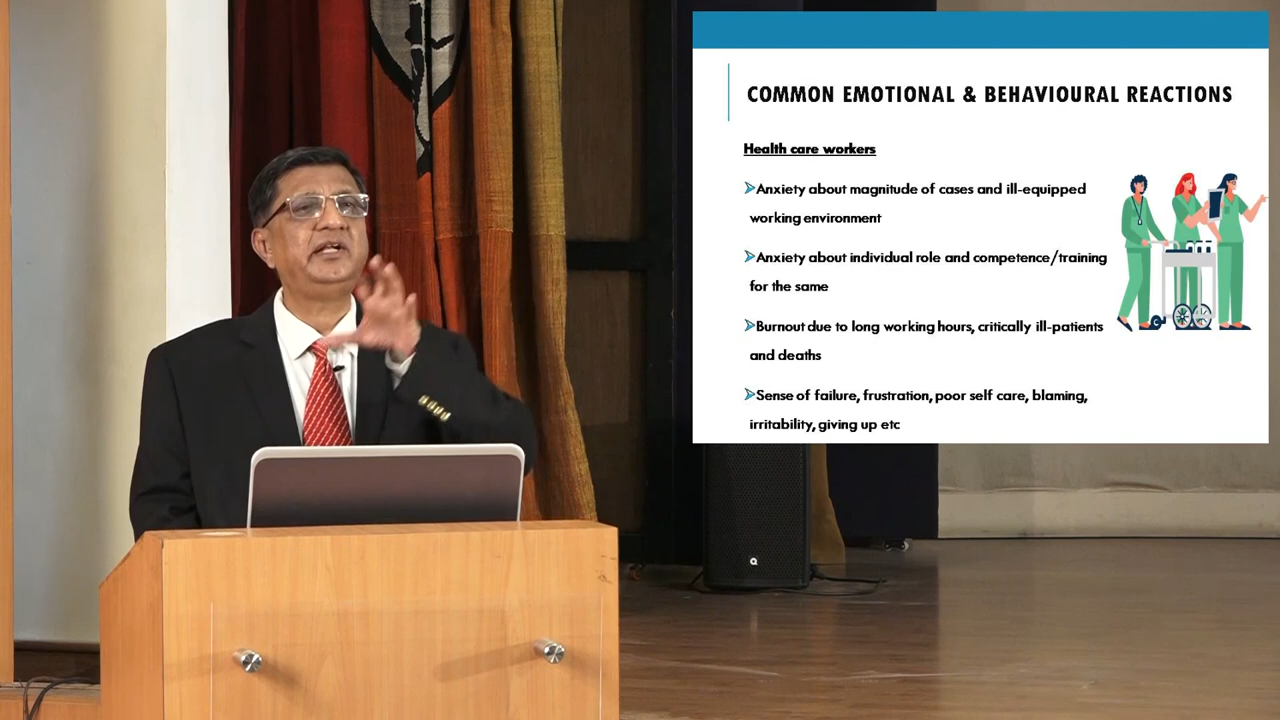 COMMON EMOTIONAL & BEHAVIOURAL REACTIONS
Health care workers
Anxiety about magnitude of cases and ill-equipped
working environment
Anxiety about individual role and competence/training
for the same
Burnout due to long working hours, critically ill-patients
and deaths
Sense of failure, frustration, poor self care, blaming,
irritability, giving up etc